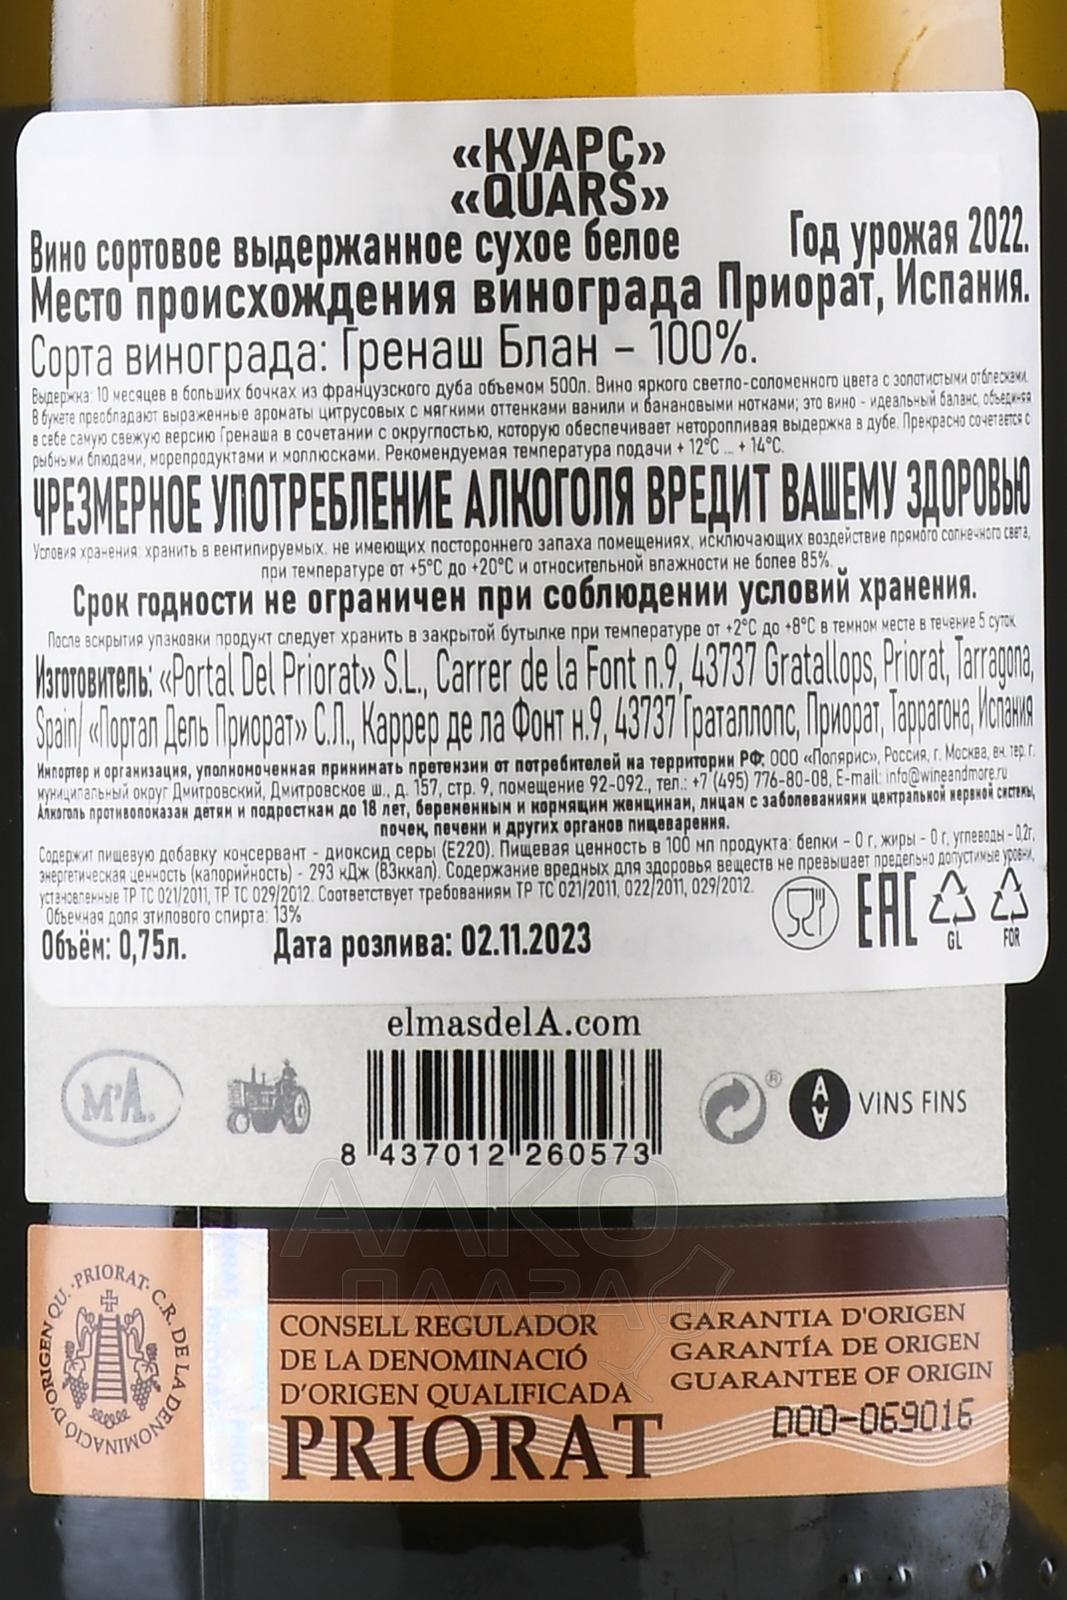 «КУАРС»
«QUARS»
Вино сортовое выдержанное сухое белое Год урожая 2022.
Место происхождения винограда Приорат, Испания.
Сорта винограда: Гренаш Блан – 100%.
Выдержка: 10 месяцев в больших бочках из французского дуба объемом 500л. Вино яркого светло-соломенного цвета с золотистыми отблесками.
В букете преобладают выраженные ароматы цитрусовых с мягкими оттенками ванили и банановыми нотками; это вино - идеальный баланс, объединяя
в себе самую свежую версию Гренаша в сочетании с округлостью, которую обеспечивает неторопливая выдержка в дубе. Прекрасно сочетается с
рыбными блюдами, морепродуктами и моллюсками. Рекомендуемая температура подачи + 12°C ... + 14°C.
ЧРЕЗМЕРНОЕ УПОТРЕБЛЕНИЕ АЛКОГОЛЯ ВРЕДИТ ВАШЕМУ ЗДОРОВЬЮ
Условия хранения: хранить в вентилируемых, не имеющих постороннего запаха помещениях, исключающих воздействие прямого солнечного света,
при температуре от +5°C до +20°C и относительной влажности не более 85%.
Срок годности не ограничен при соблюдении условий хранения.
После вскрытия упаковки продукт следует хранить в закрытой бутылке при температуре от +2°C до +8°C в темном месте в течение 5 суток.
Изготовитель: «Portal Del Priorat» S.L., Carrer de la Font n.9, 43737 Gratallops, Priorat, Tarragona,
Spain/ «Портал Дель Приорат» С.Л., Каррер де ла Фонт н.9, 43737 Граталлопс, Приорат, Таррагона, Испания
Импортер и организация, уполномоченная принимать претензии от потребителей на территории РФ: ООО «Полярис», Россия, г. Москва, вн. тер. г.
муниципальный округ Дмитровский, Дмитровское ш., д. 157, стр. 9, помещение 92-092., тел.: +7 (495) 776-80-08, E-mail: info@wineandmore.ru
Алкоголь противопоказан детям и подросткам до 18 лет, беременным и кормящим женщинам, лицам с заболеваниями центральной нервной системы,
почек, печени и других органов пищеварения.
Содержит пищевую добавку консервант - диоксид серы (Е220). Пищевая ценность в 100 мл продукта: белки – 0 г, жиры – 0 г, углеводы – 0,2г,
энергетическая ценность (калорийность) - 293 кДж (83ккал). Содержание вредных для здоровья веществ не превышает предельно допустимые уровни,
установленные ТР ТС 021/2011, ТР ТС 029/2012. Соответствует требованиям ТР ТС 021/2011, 022/2011, 029/2012.
Объемная доля этилового спирта: 13%
Объём: 0,75л. Дата розлива: 02.11.2023
EAC GL FOR
elmasdelA.com
M'A.
8 437012 260573
® VINS FINS
АЛКО
ПЛАЗА
D'ORIGEN QU. · PRIORAT · C.R. DE LA DENOMINACIÓ
CONSELL REGULADOR
DE LA DENOMINACIÓ
D'ORIGEN QUALIFICADA
PRIORAT
GARANTIA D'ORIGEN
GARANTÍA DE ORIGEN
GUARANTEE OF ORIGIN
DOO-069016